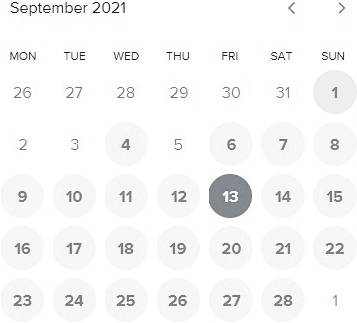 September 2021
MON TUE WED THU FRI SAT SUN
26 27 28 29 30 31 1
2 3 4 5 6 7 8
9 10 11 12 13 14 15
16 17 18 19 20 21 22
23 24 25 26 27 28 1